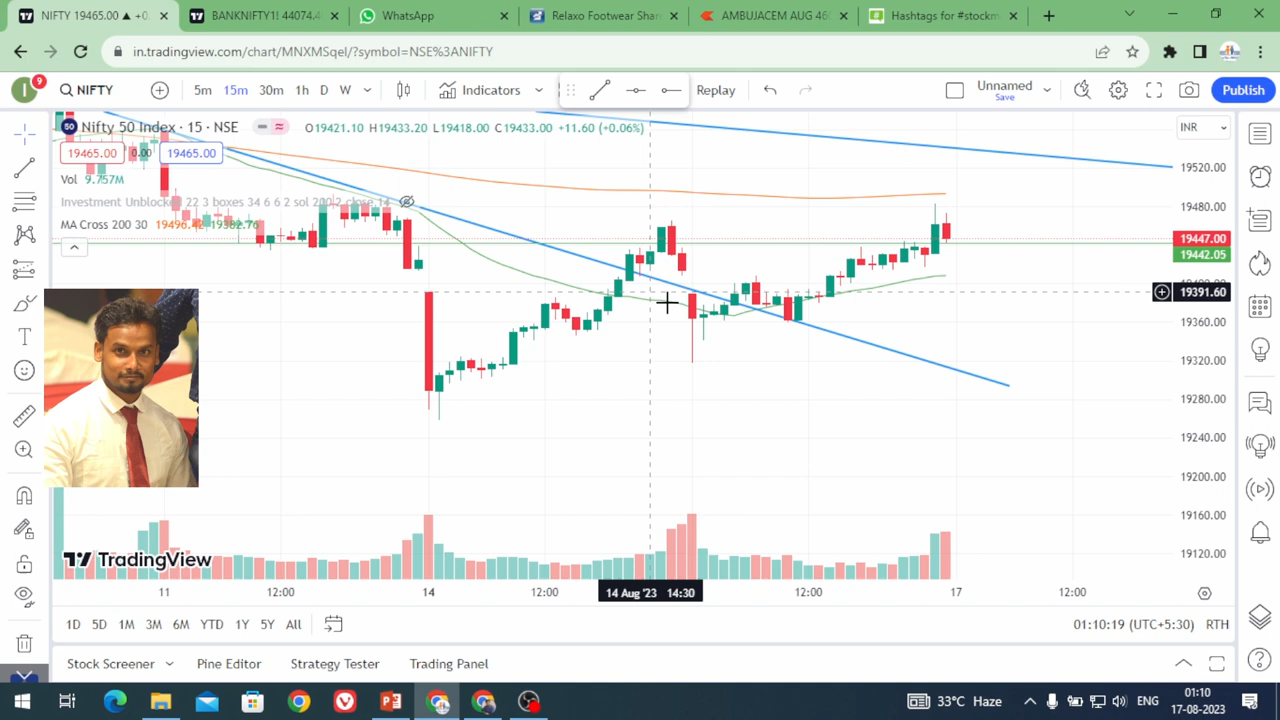 NIFTY 19465.00 ▲ +0.
BANKNIFTY1! 44074.4
WhatsApp
Relaxo Footwear Shar
AMBUJACEM AUG 460
Hashtags for #stockm
in.tradingview.com/chart/MNXMSqel/?symbol=NSE%3ANIFTY
I 9 NIFTY 5m 15m 30m 1h D W Indicators Replay Unnamed Save Publish
50 Nifty 50 Index · 15 · NSE O19421.10 H19433.20 L19418.00 C19433.00 +11.60 (+0.06%) INR
19465.00 0.00 19465.00
Vol 9.757M
Investment Unblocked 22 3 boxes 34 6 6 2 sol 200 2 close 14
MA Cross 200 30 19496.42 19382.76
19520.00
19480.00
19447.00
19442.05
19400.00
19391.60
19360.00
19320.00
19280.00
19240.00
19200.00
19160.00
19120.00
TradingView
11 12:00 14 12:00 14 Aug '23 14:30 12:00 17 12:00
1D 5D 1M 3M 6M YTD 1Y 5Y All 01:10:19 (UTC+5:30) RTH
Stock Screener Pine Editor Strategy Tester Trading Panel
33°C Haze ENG 01:10
17-08-2023